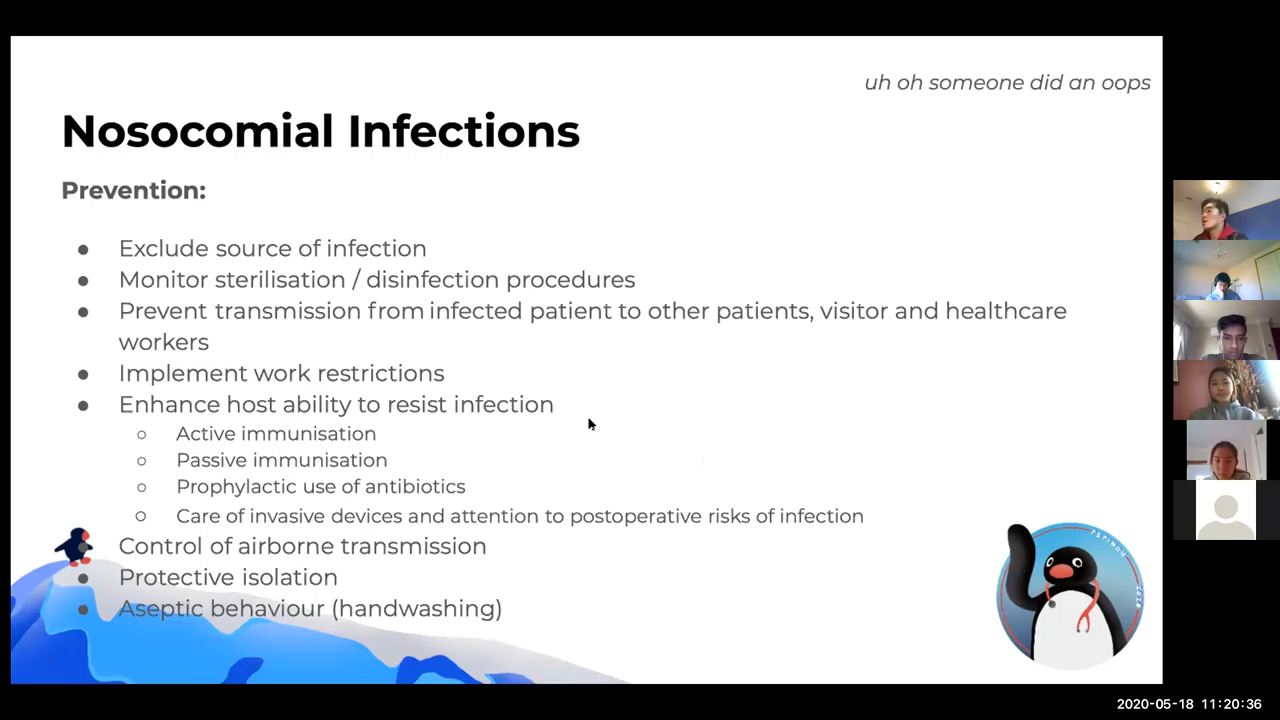 uh oh someone did an oops
Nosocomial Infections
Prevention:
● Exclude source of infection
● Monitor sterilisation / disinfection procedures
● Prevent transmission from infected patient to other patients, visitor and healthcare
workers
● Implement work restrictions
● Enhance host ability to resist infection
○ Active immunisation
○ Passive immunisation
○ Prophylactic use of antibiotics
○ Care of invasive devices and attention to postoperative risks of infection
● Control of airborne transmission
● Protective isolation
● Aseptic behaviour (handwashing)
2020-05-18 11:20:36